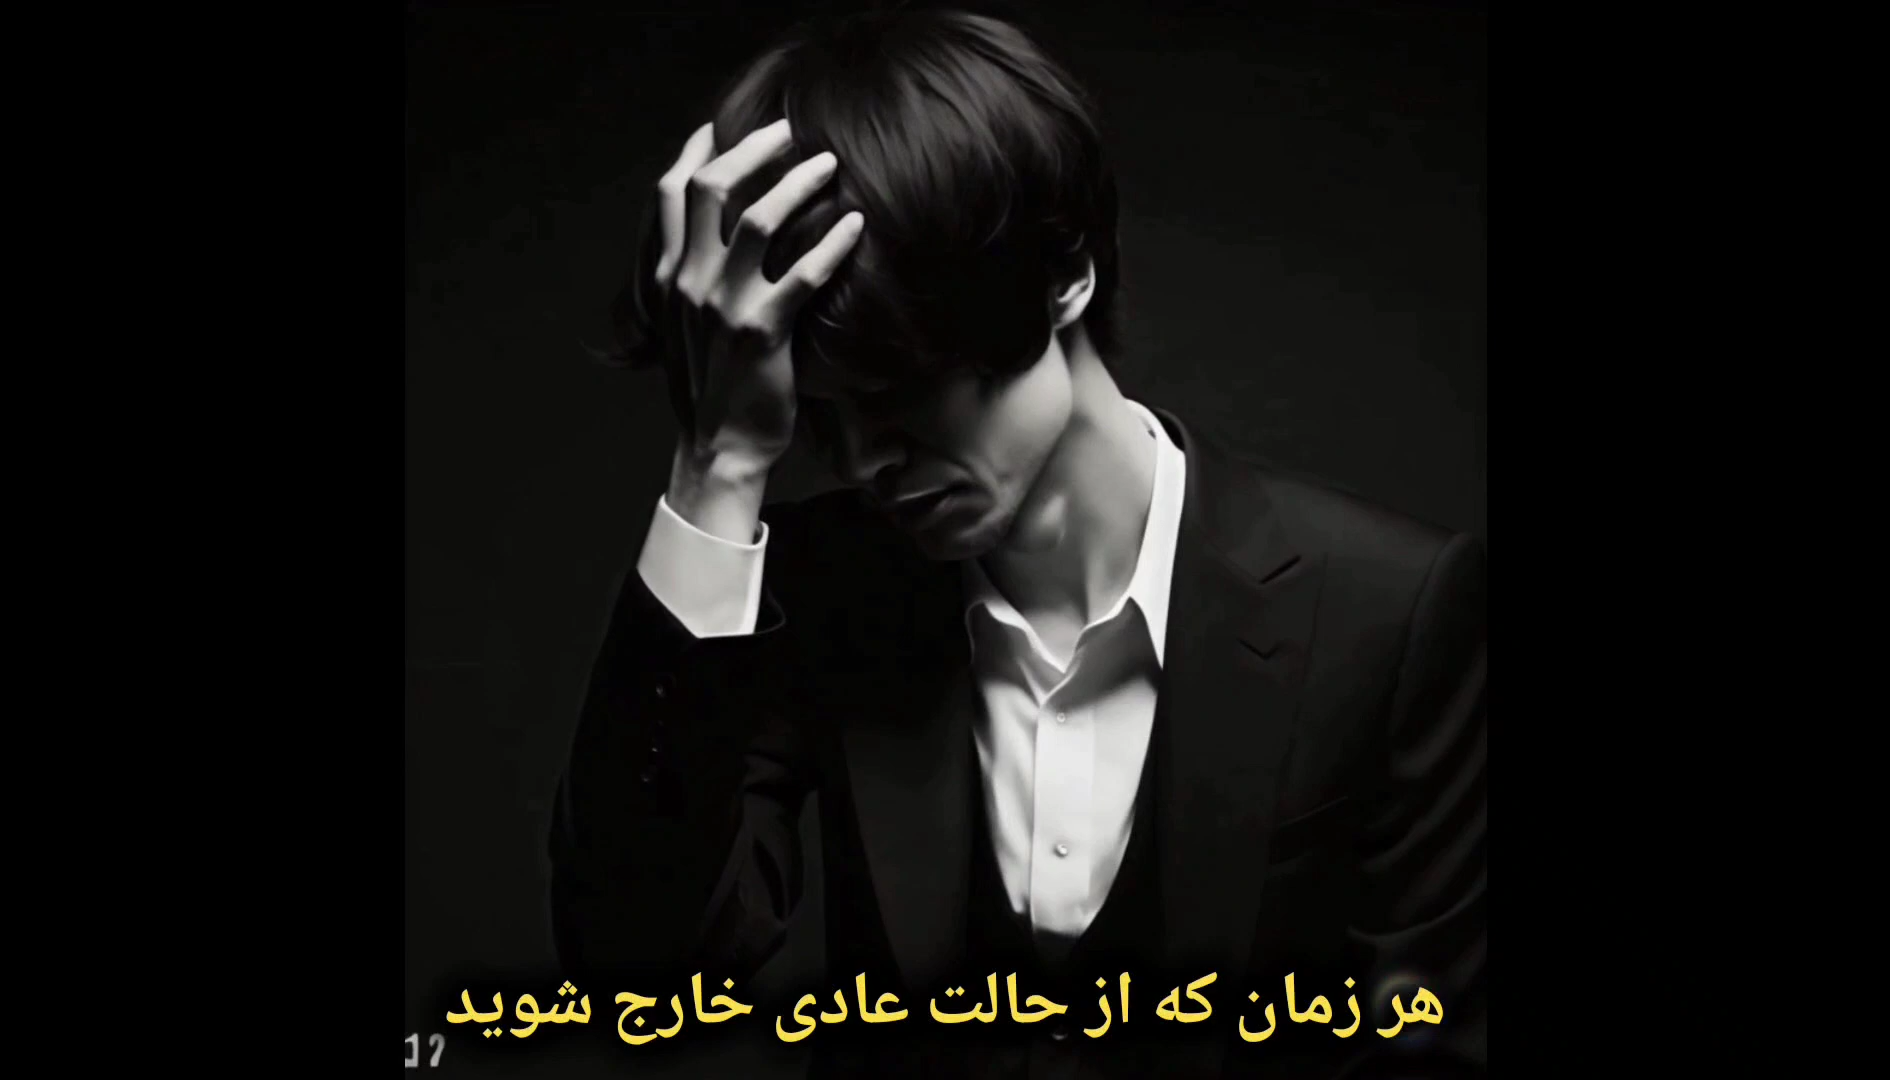 هر زمان که از حالت عادی خارج شوید